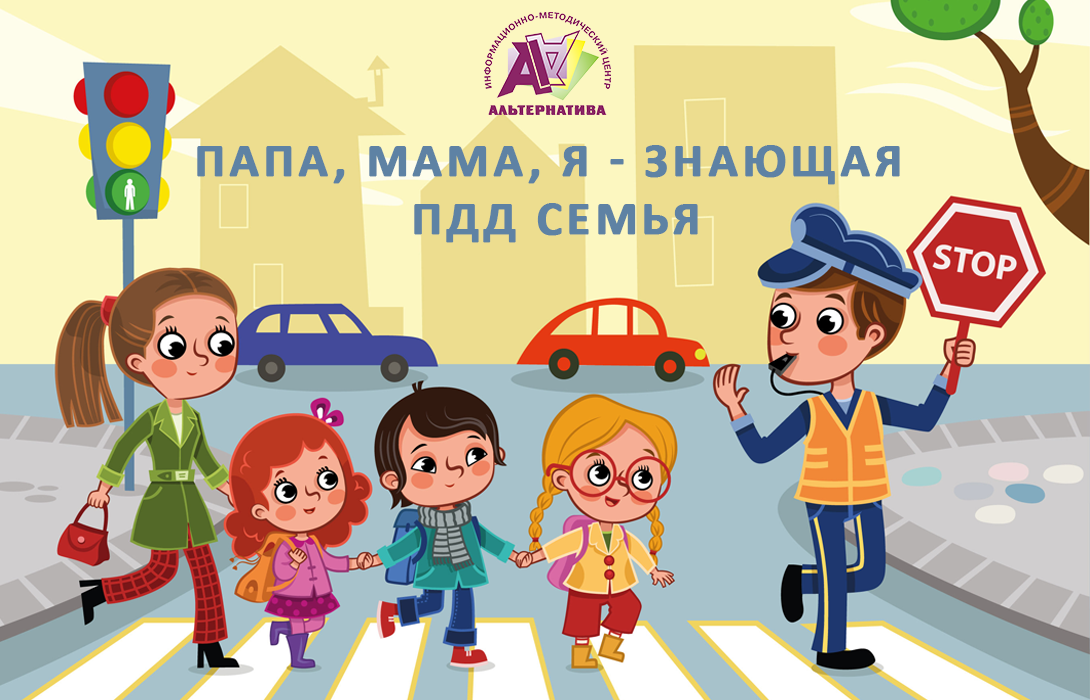 ИНФОРМАЦИОННО-МЕТОДИЧЕСКИЙ ЦЕНТР
АЛЬТЕРНАТИВА
ПАПА, МАМА, Я - ЗНАЮЩАЯ
ПДД СЕМЬЯ
STOP